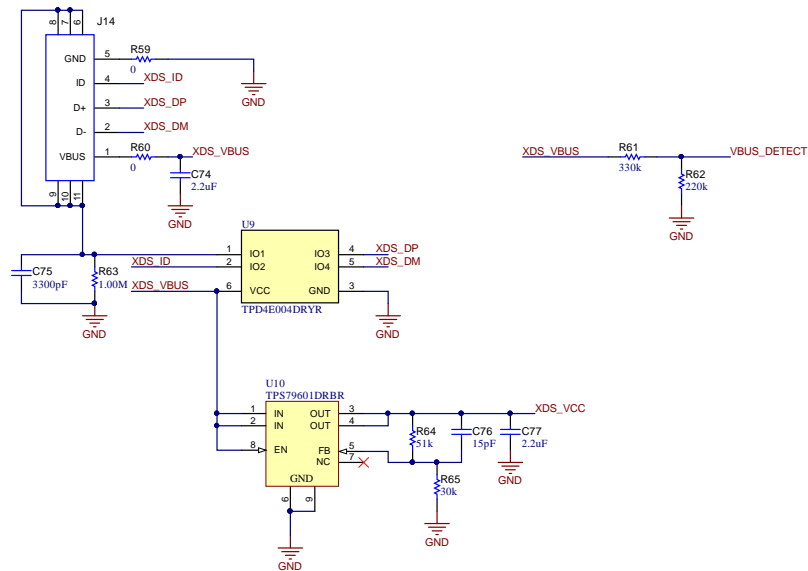 J14
8 7 6
GND 5 R59
0
GND
ID 4 XDS_ID
D+ 3 XDS_DP
D- 2 XDS_DM
VBUS 1 R60 XDS_VBUS
0
C74
2.2uF
GND
9 10 11
XDS_VBUS R61 VBUS_DETECT
330k
R62
220k
GND
U9
1 IO1 IO3 4 XDS_DP
XDS_ID 2 IO2 IO4 5 XDS_DM
C75
3300pF
R63
1.00M
XDS_VBUS 6 VCC GND 3
TPD4E004DRYR
GND
GND
U10
TPS79601DRBR
1 IN OUT 3 XDS_VCC
2 IN OUT 4
R64
51k
C76
15pF
C77
2.2uF
8 EN FB 5
NC 7
GND
GND
6 9
R65
30k
GND
GND